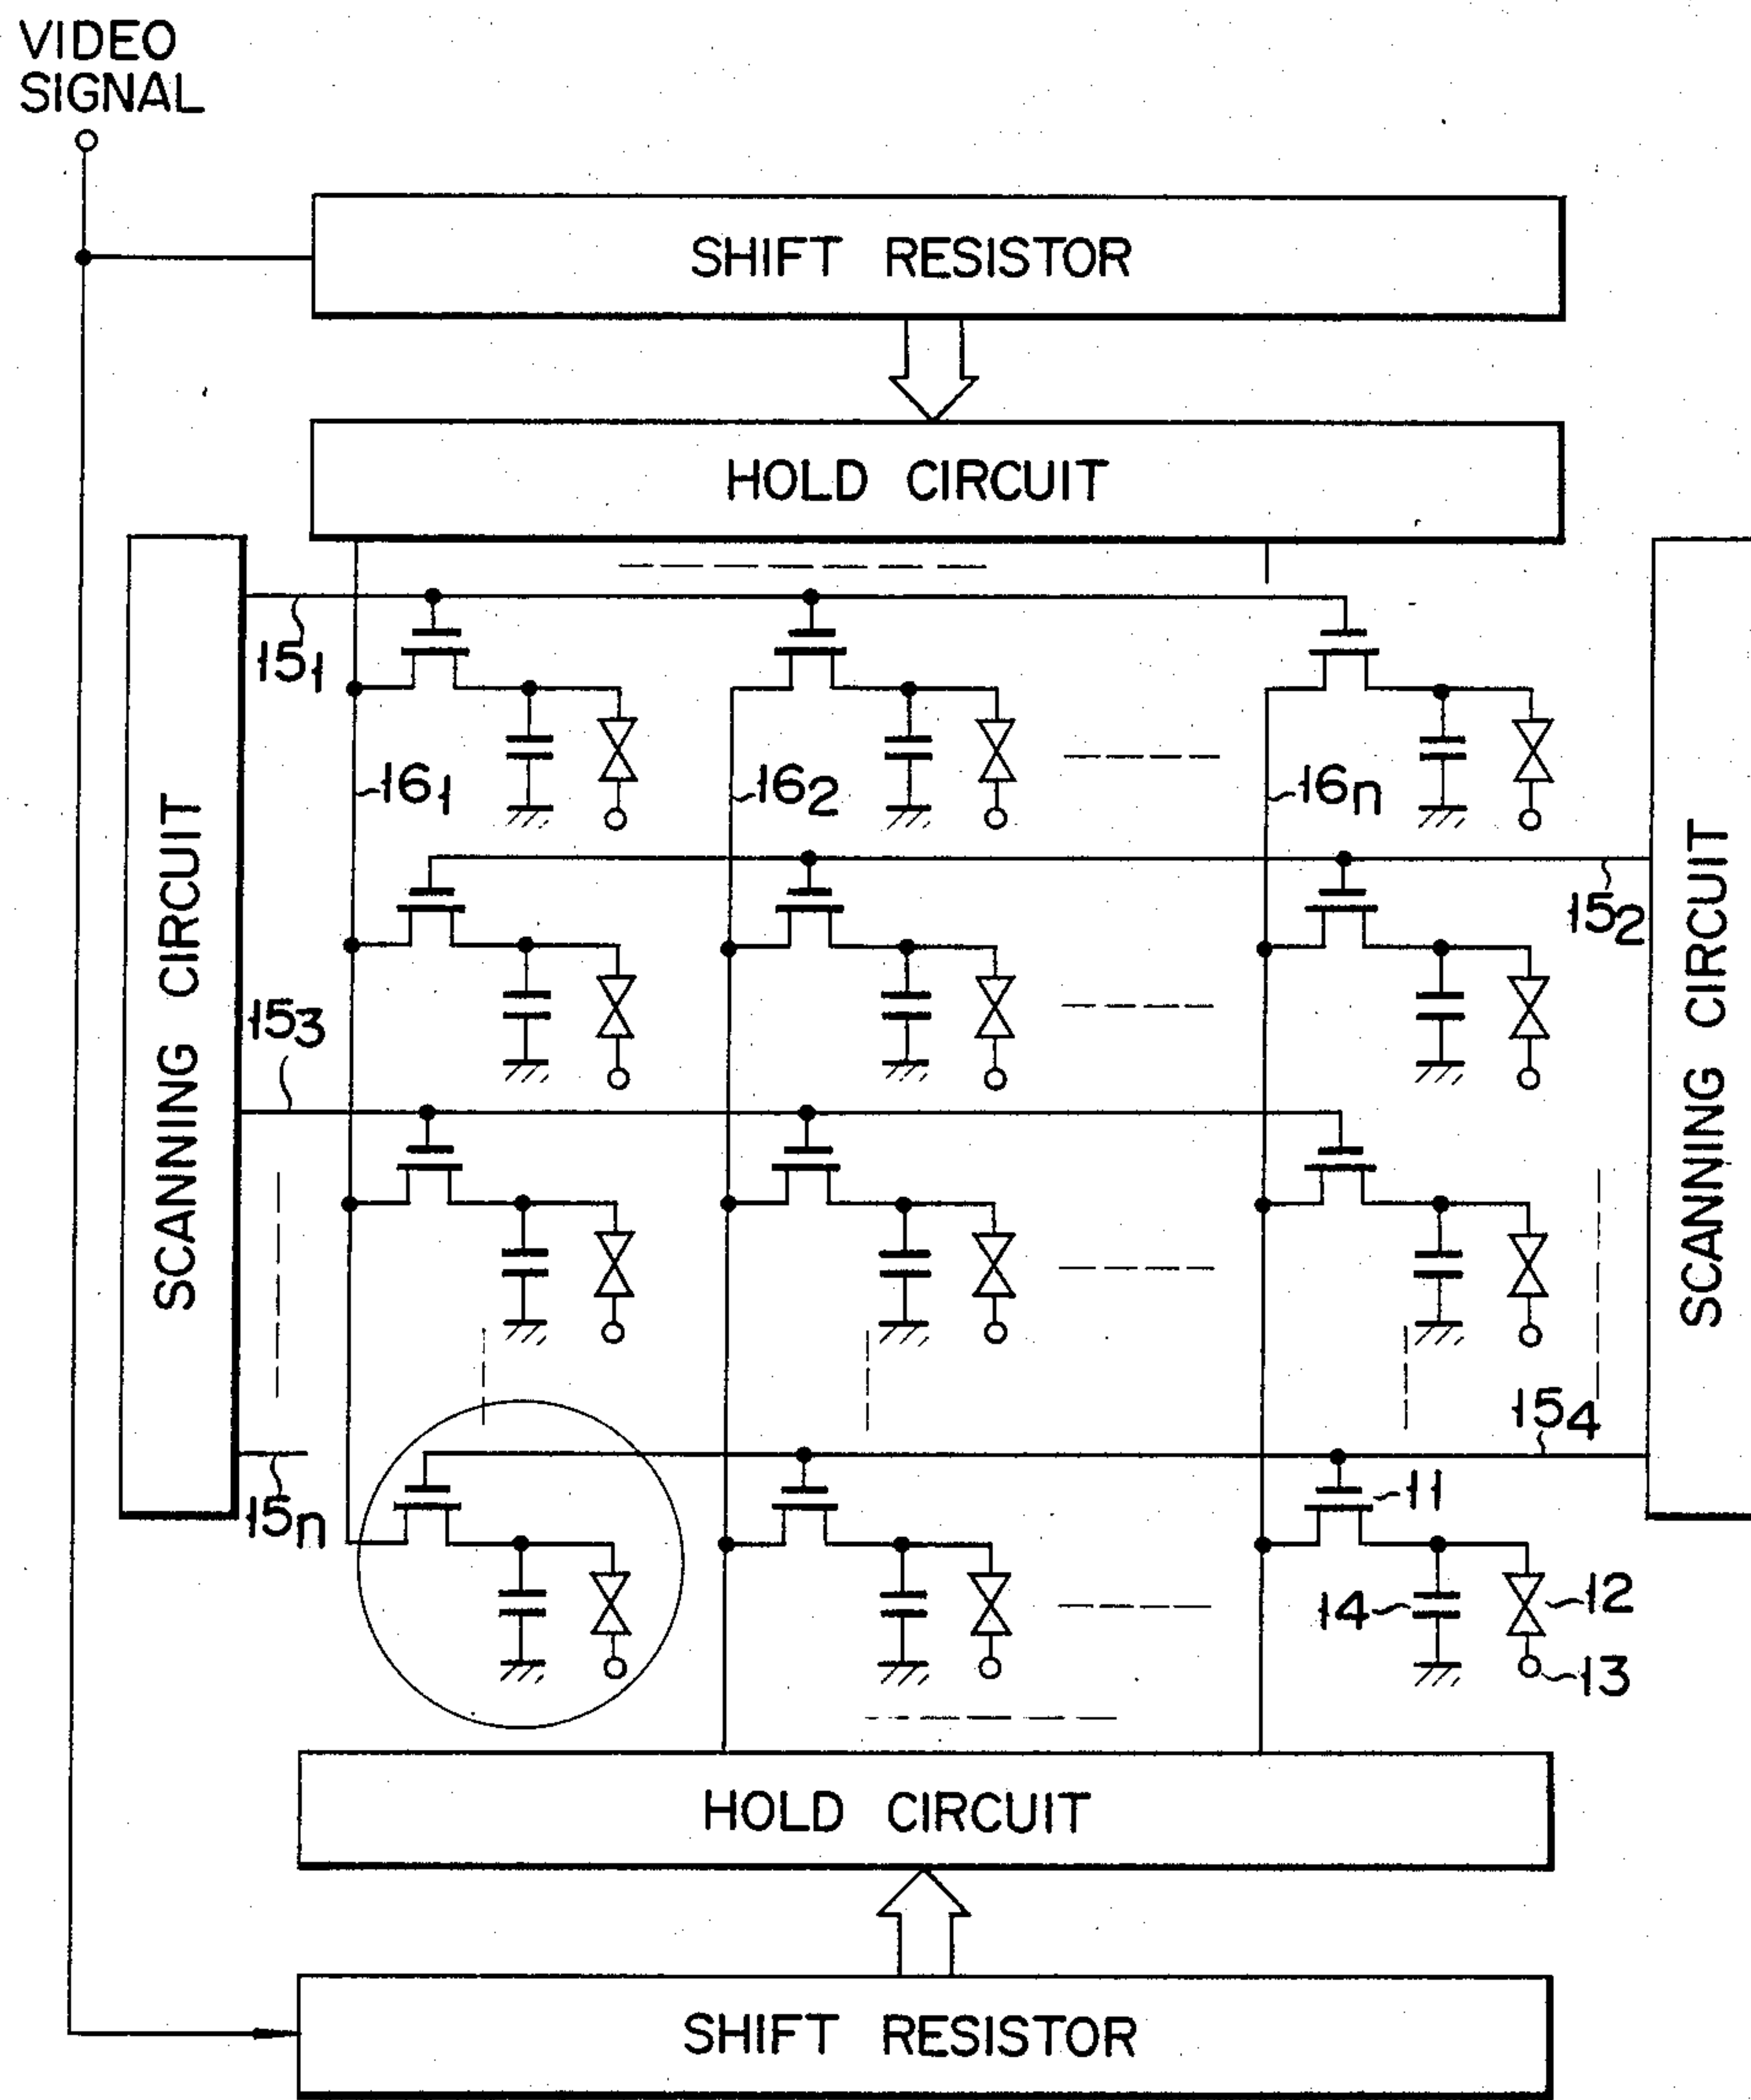 VIDEO
SIGNAL
SHIFT RESISTOR
HOLD CIRCUIT
SCANNING CIRCUIT
SCANNING CIRCUIT
15₁
16₁
16₂
16n
15₂
15₃
15₄
15n
11
14
12
13
HOLD CIRCUIT
SHIFT RESISTOR